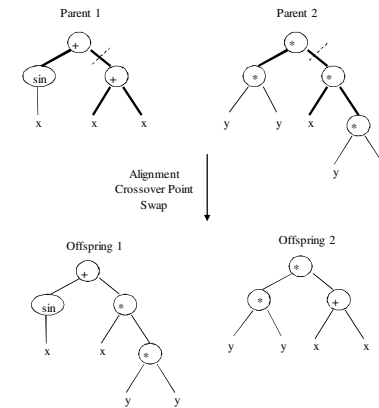 Parent 1
Parent 2
+
*
sin
+
*
*
x
x
x
y
y
x
*
y
Alignment
Crossover Point
Swap
Offspring 1
Offspring 2
+
*
sin
*
*
+
x
x
*
y
y
x
x
y
y